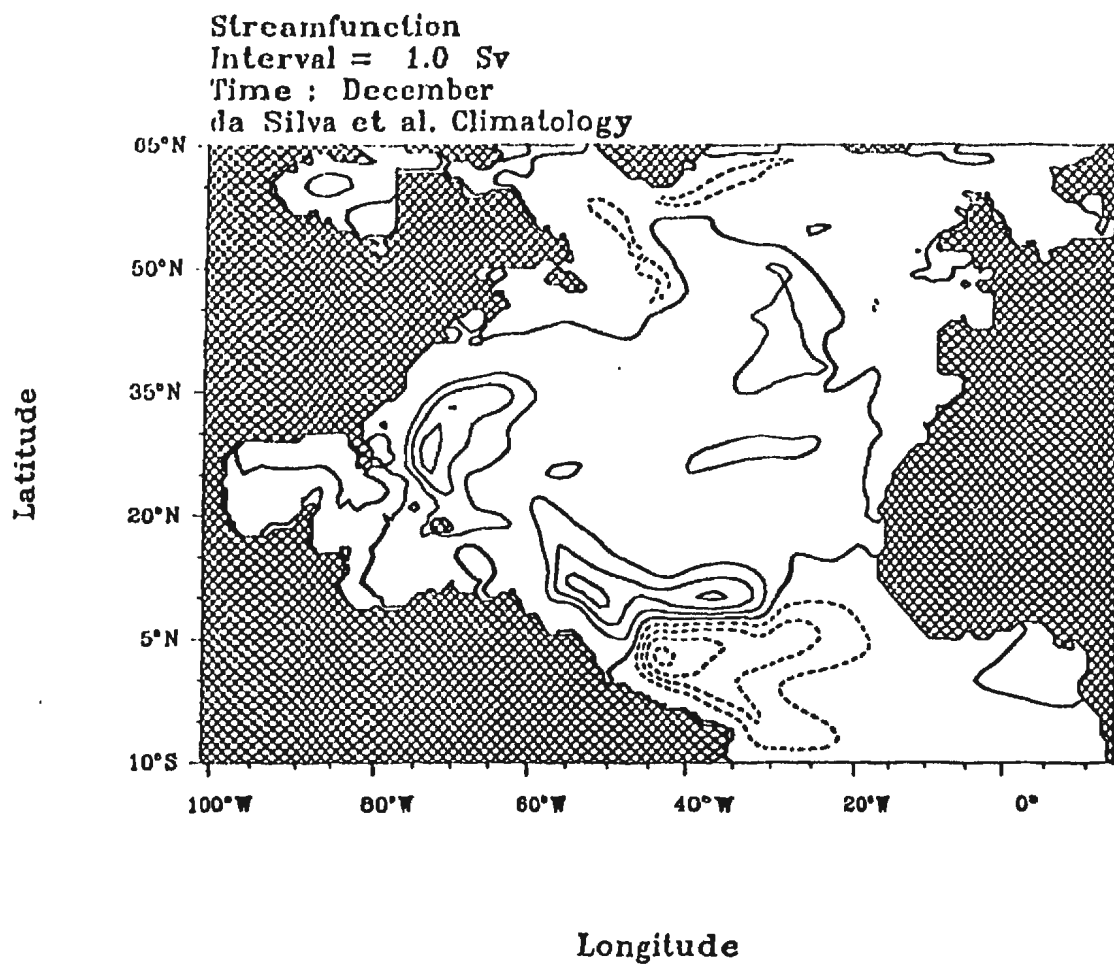 Streamfunction
Interval = 1.0 Sv
Time : December
da Silva et al. Climatology
65°N
50°N
35°N
20°N
5°N
10°S
Latitude
100°W 80°W 60°W 40°W 20°W 0°
Longitude